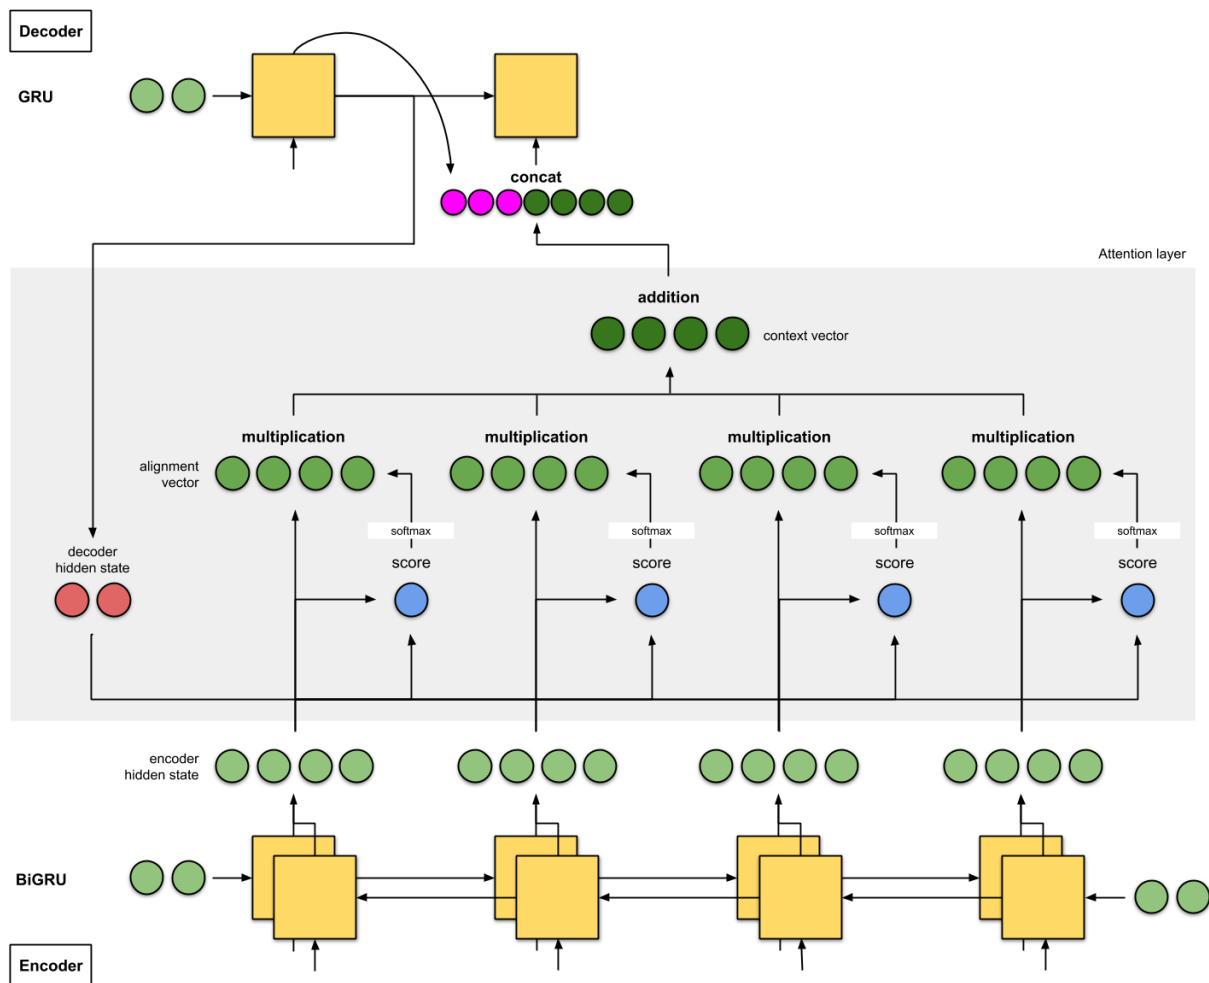 Decoder
GRU
concat
Attention layer
addition
context vector
multiplication
multiplication
multiplication
multiplication
alignment
vector
softmax
softmax
softmax
softmax
decoder
hidden state
score
score
score
score
encoder
hidden state
BiGRU
Encoder